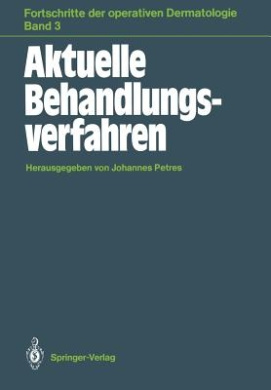 Fortschritte der operativen Dermatologie
Band 3
Aktuelle
Behandlungs-
verfahren
Herausgegeben von Johannes Petres
Springer-Verlag